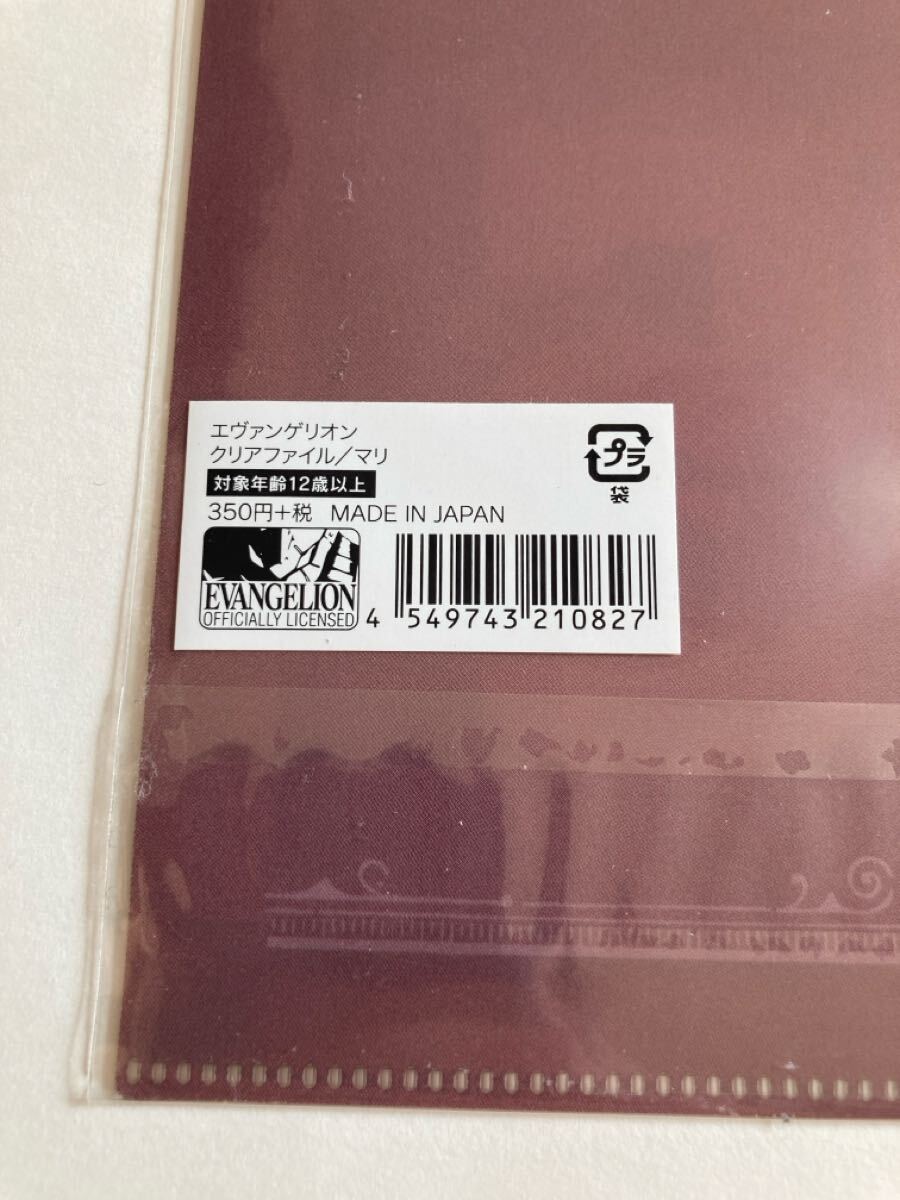 エヴァンゲリオン
クリアファイル/マリ
対象年齢12歳以上
350円+税 MADE IN JAPAN
プラ
袋
EVANGELION
OFFICIALLY LICENSED
4 549743 210827